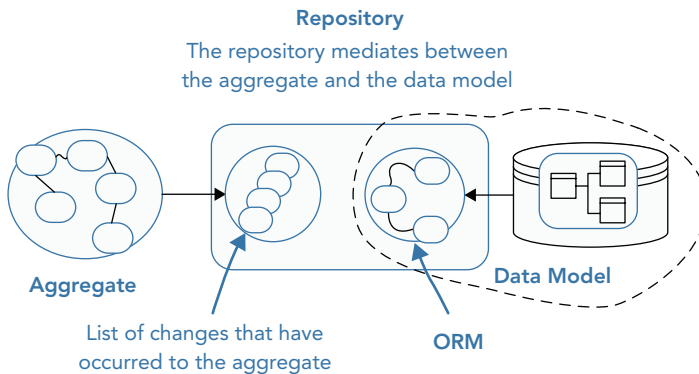 Repository
The repository mediates between
the aggregate and the data model
Aggregate
Data Model
List of changes that have
occurred to the aggregate
ORM